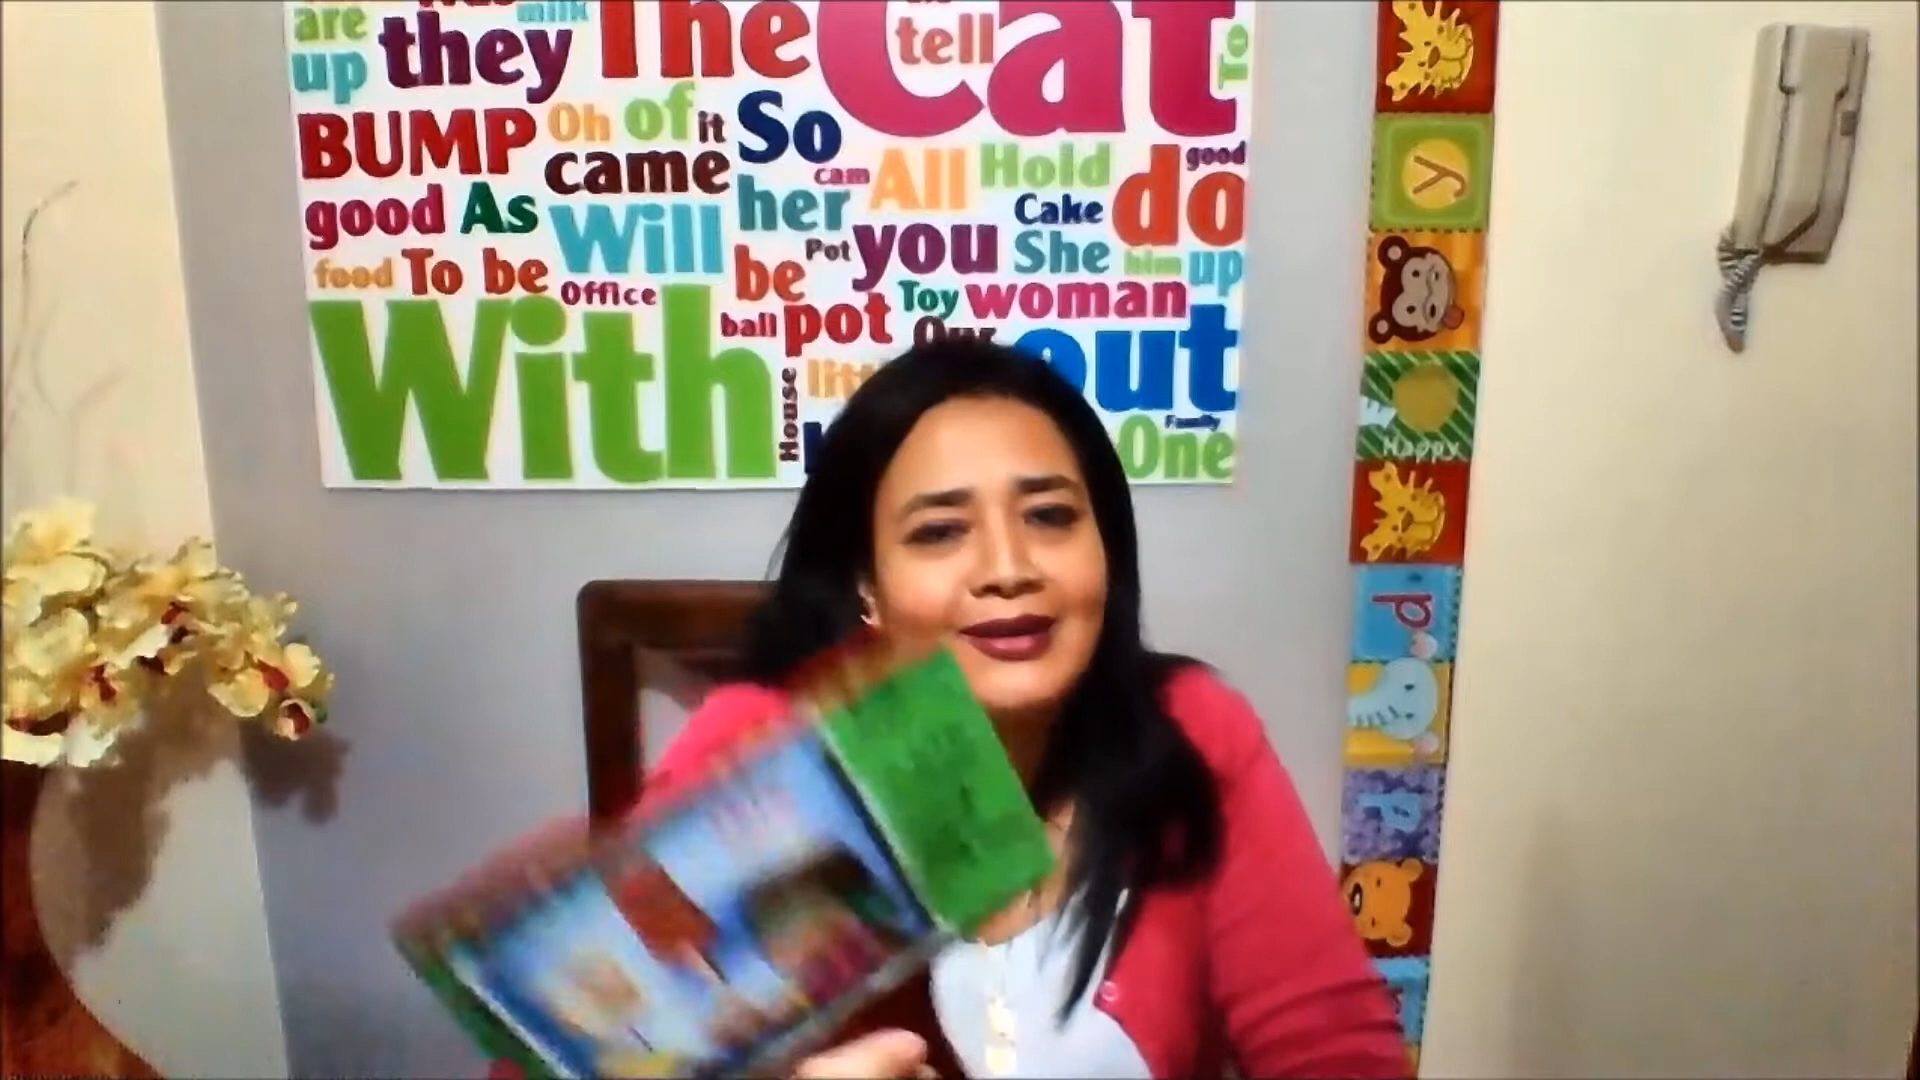 are
milk
The
Cat
tell
To
up
they
BUMP
Oh
of
it
So
came
cam
All
Hold
good
do
good
As
Will
her
Cake
you
Pot
She
him
up
food
To be
Office
be
Toy
woman
ball
pot
Our
out
With
House
Family
One
y
Happy
d
p